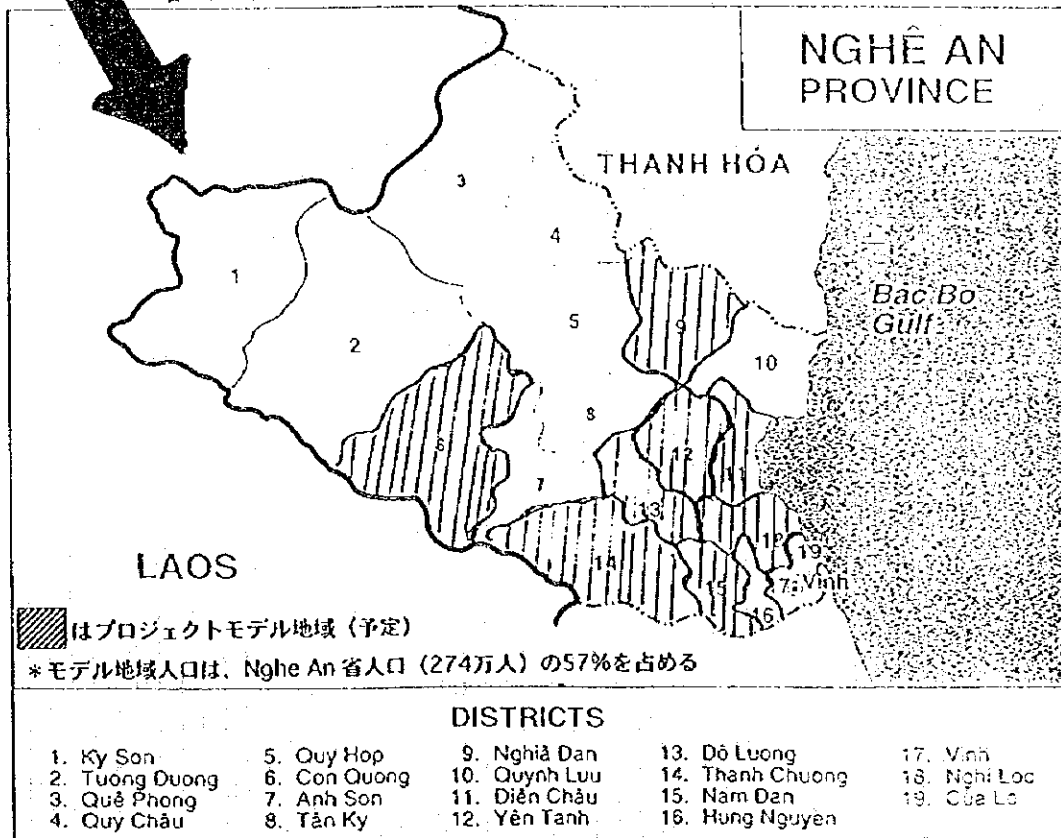 NGHÊ AN
PROVINCE
THANH HÓA
3
4
1
Bac Bo
Gulf
5
9
2
10
8
6
12
11
7
13
18
19
14
15
7. Vinh
16
LAOS
はプロジェクトモデル地域（予定）
＊モデル地域人口は、Nghe An 省人口（274万人）の57％を占める
DISTRICTS
1. Ky Son
2. Tuong Duong
3. Quê Phong
4. Quy Châu
5. Quy Hop
6. Con Quong
7. Anh Son
8. Tân Ky
9. Nghiã Dan
10. Quynh Luu
11. Diên Châu
12. Yên Tanh
13. Dô Luong
14. Thanh Chuong
15. Nam Dan
16. Hung Nguyên
17. Vinh
18. Nghi Loc
19. Cua Lo